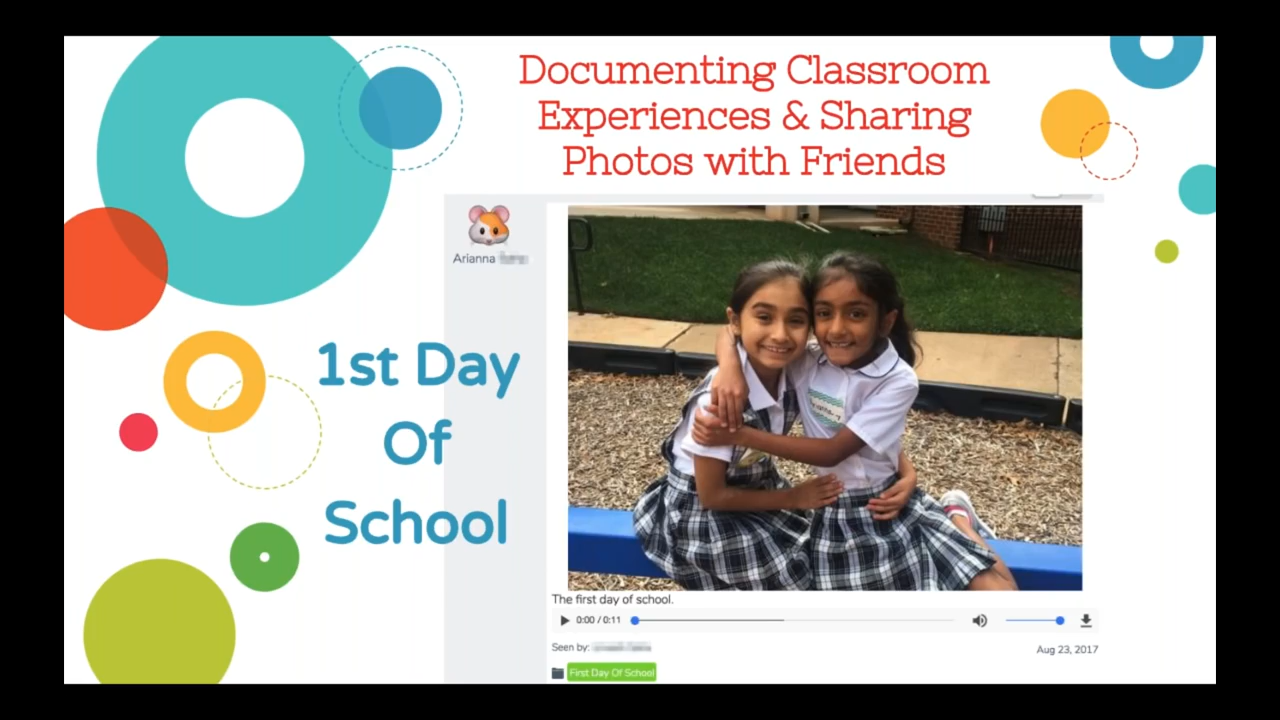 Documenting Classroom
Experiences & Sharing
Photos with Friends
Arianna
1st Day
Of
School
The first day of school.
0:00 / 0:11
Seen by:
Aug 23, 2017
First Day Of School